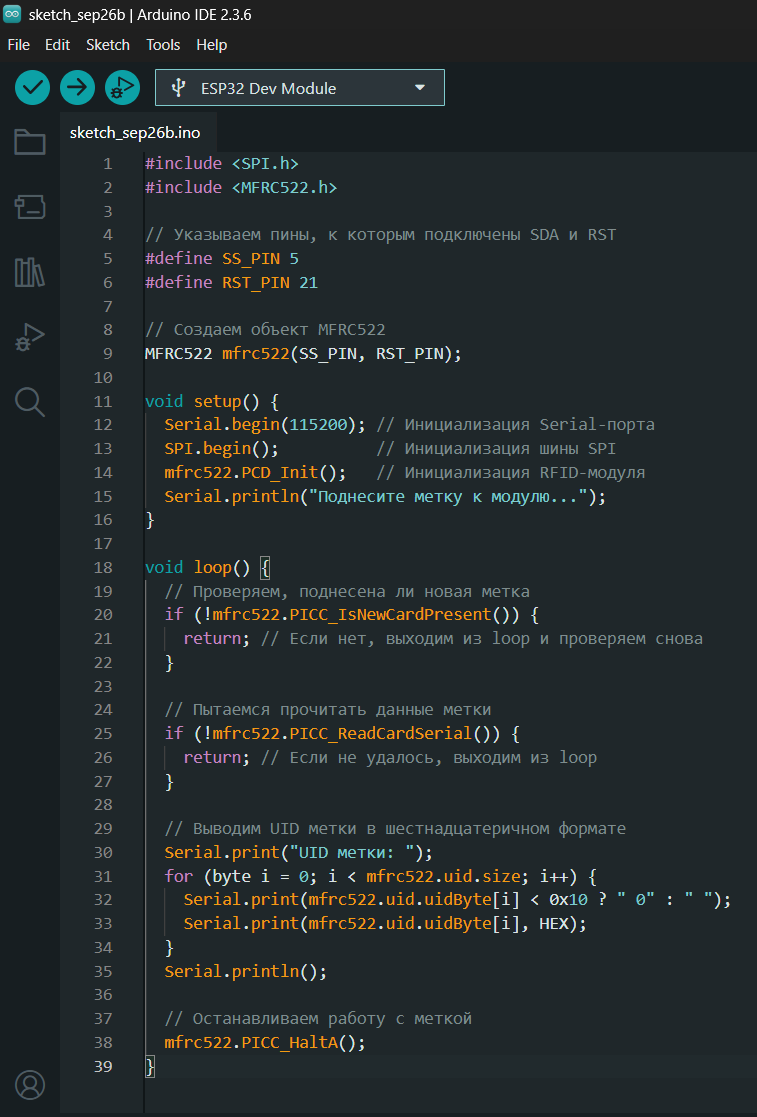 sketch_sep26b | Arduino IDE 2.3.6
File Edit Sketch Tools Help
ESP32 Dev Module
sketch_sep26b.ino
1 #include <SPI.h>
2 #include <MFRC522.h>
3
4 // Указываем пины, к которым подключены SDA и RST
5 #define SS_PIN 5
6 #define RST_PIN 21
7
8 // Создаем объект MFRC522
9 MFRC522 mfrc522(SS_PIN, RST_PIN);
10
11 void setup() {
12   Serial.begin(115200); // Инициализация Serial-порта
13   SPI.begin();          // Инициализация шины SPI
14   mfrc522.PCD_Init();   // Инициализация RFID-модуля
15   Serial.println("Поднесите метку к модулю...");
16 }
17
18 void loop() {
19   // Проверяем, поднесена ли новая метка
20   if (!mfrc522.PICC_IsNewCardPresent()) {
21     return; // Если нет, выходим из loop и проверяем снова
22   }
23
24   // Пытаемся прочитать данные метки
25   if (!mfrc522.PICC_ReadCardSerial()) {
26     return; // Если не удалось, выходим из loop
27   }
28
29   // Выводим UID метки в шестнадцатеричном формате
30   Serial.print("UID метки: ");
31   for (byte i = 0; i < mfrc522.uid.size; i++) {
32     Serial.print(mfrc522.uid.uidByte[i] < 0x10 ? " 0" : " ");
33     Serial.print(mfrc522.uid.uidByte[i], HEX);
34   }
35   Serial.println();
36
37   // Останавливаем работу с меткой
38   mfrc522.PICC_HaltA();
39 }